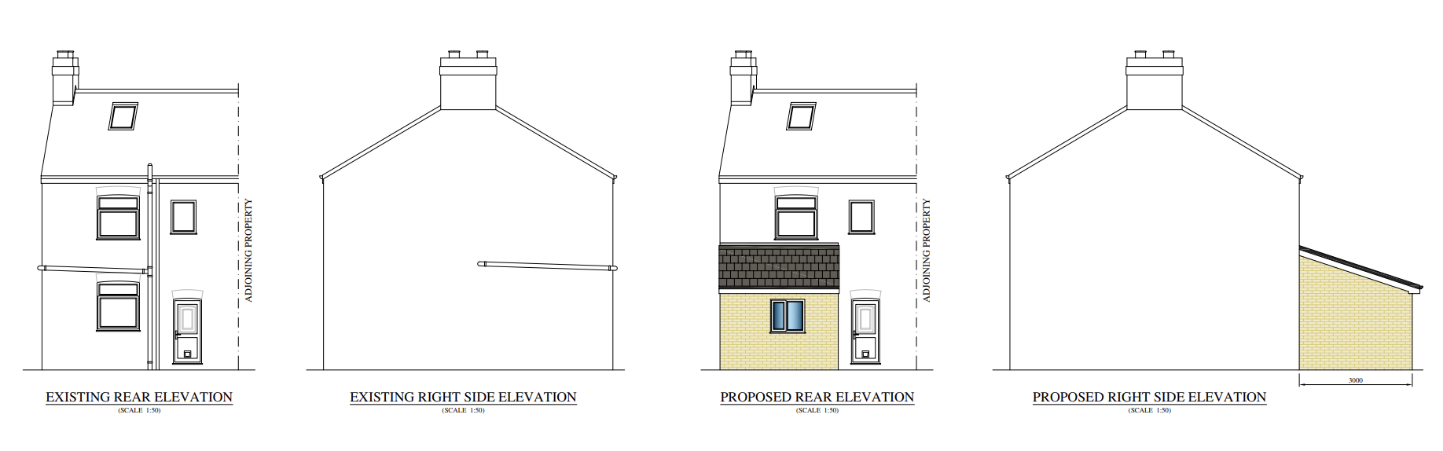 ADJOINING PROPERTY
ADJOINING PROPERTY
3000
EXISTING REAR ELEVATION
(SCALE 1:50)
EXISTING RIGHT SIDE ELEVATION
(SCALE 1:50)
PROPOSED REAR ELEVATION
(SCALE 1:50)
PROPOSED RIGHT SIDE ELEVATION
(SCALE 1:50)